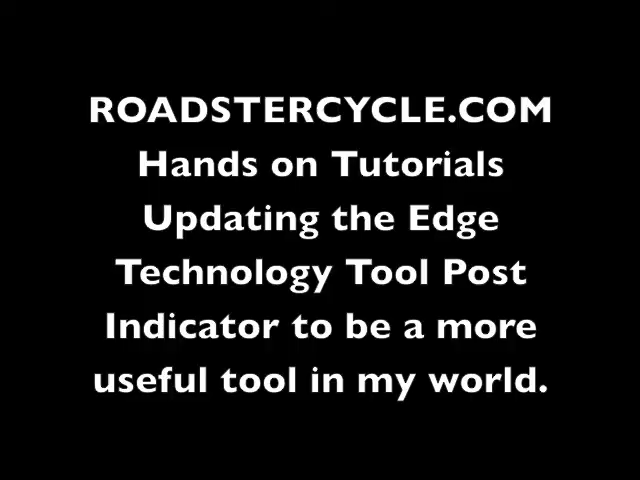 ROADSTERCYCLE.COM
Hands on Tutorials
Updating the Edge
Technology Tool Post
Indicator to be a more
useful tool in my world.